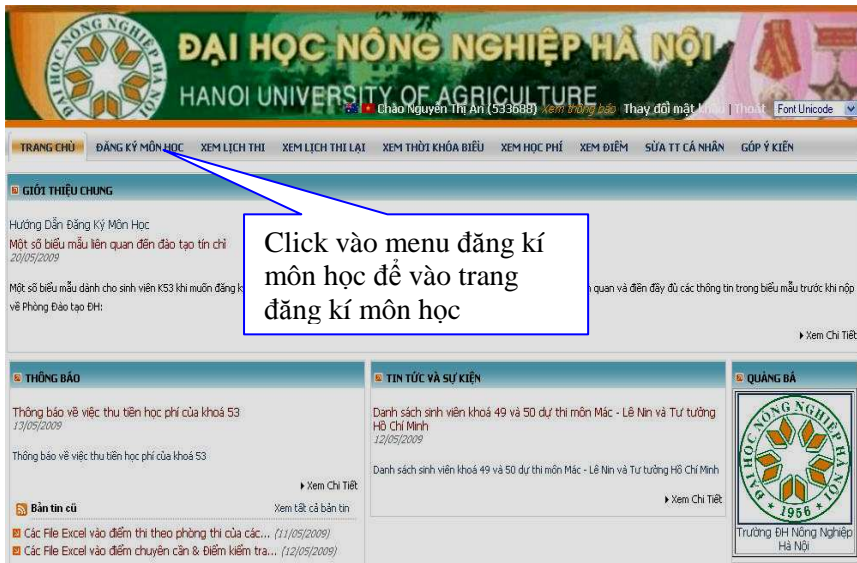 ĐẠI HỌC NÔNG NGHIỆP HÀ NỘI
HANOI UNIVERSITY OF AGRICULTURE
Chào Nguyễn Thị An (533688) Xem thông báo Thay đổi mật | Thoát Font Unicode
TRANG CHỦ ĐĂNG KÝ MÔN HỌC XEM LỊCH THI XEM LỊCH THI LẠI XEM THỜI KHÓA BIỂU XEM HỌC PHÍ XEM ĐIỂM SỬA TT CÁ NHÂN GÓP Ý KIẾN
GIỚI THIỆU CHUNG
Hướng Dẫn Đăng Ký Môn Học
Một số biểu mẫu liên quan đến đào tạo tín chỉ
20/05/2009
Click vào menu đăng kí
môn học để vào trang
đăng kí môn học
Một số biểu mẫu dành cho sinh viên K53 khi muốn đăng quan và điền đầy đủ các thông tin trong biểu mẫu trước khi nộp
về Phòng Đào tạo ĐH:
Xem Chi Tiết
THÔNG BÁO
Thông báo về việc thu tiền học phí của khoá 53
13/05/2009
Thông báo về việc thu tiền học phí của khoá 53
Xem Chi Tiết
Bản tin cũ Xem tất cả bản tin
Các File Excel vào điểm thi theo phòng thi của các... (11/05/2009)
Các File Excel vào điểm chuyên cần & Điểm kiểm tra... (12/05/2009)
TIN TỨC VÀ SỰ KIỆN
Danh sách sinh viên khoá 49 và 50 dự thi môn Mác - Lê Nin và Tư tưởng
Hồ Chí Minh
12/05/2009
Danh sách sinh viên khoá 49 và 50 dự thi môn Mác - Lê Nin và Tư tưởng Hồ Chí Minh
Xem Chi Tiết
QUẢNG BÁ
ĐẠI HỌC NÔNG NGHIỆP HÀ NỘI
1956
Trường ĐH Nông Nghiệp
Hà Nội